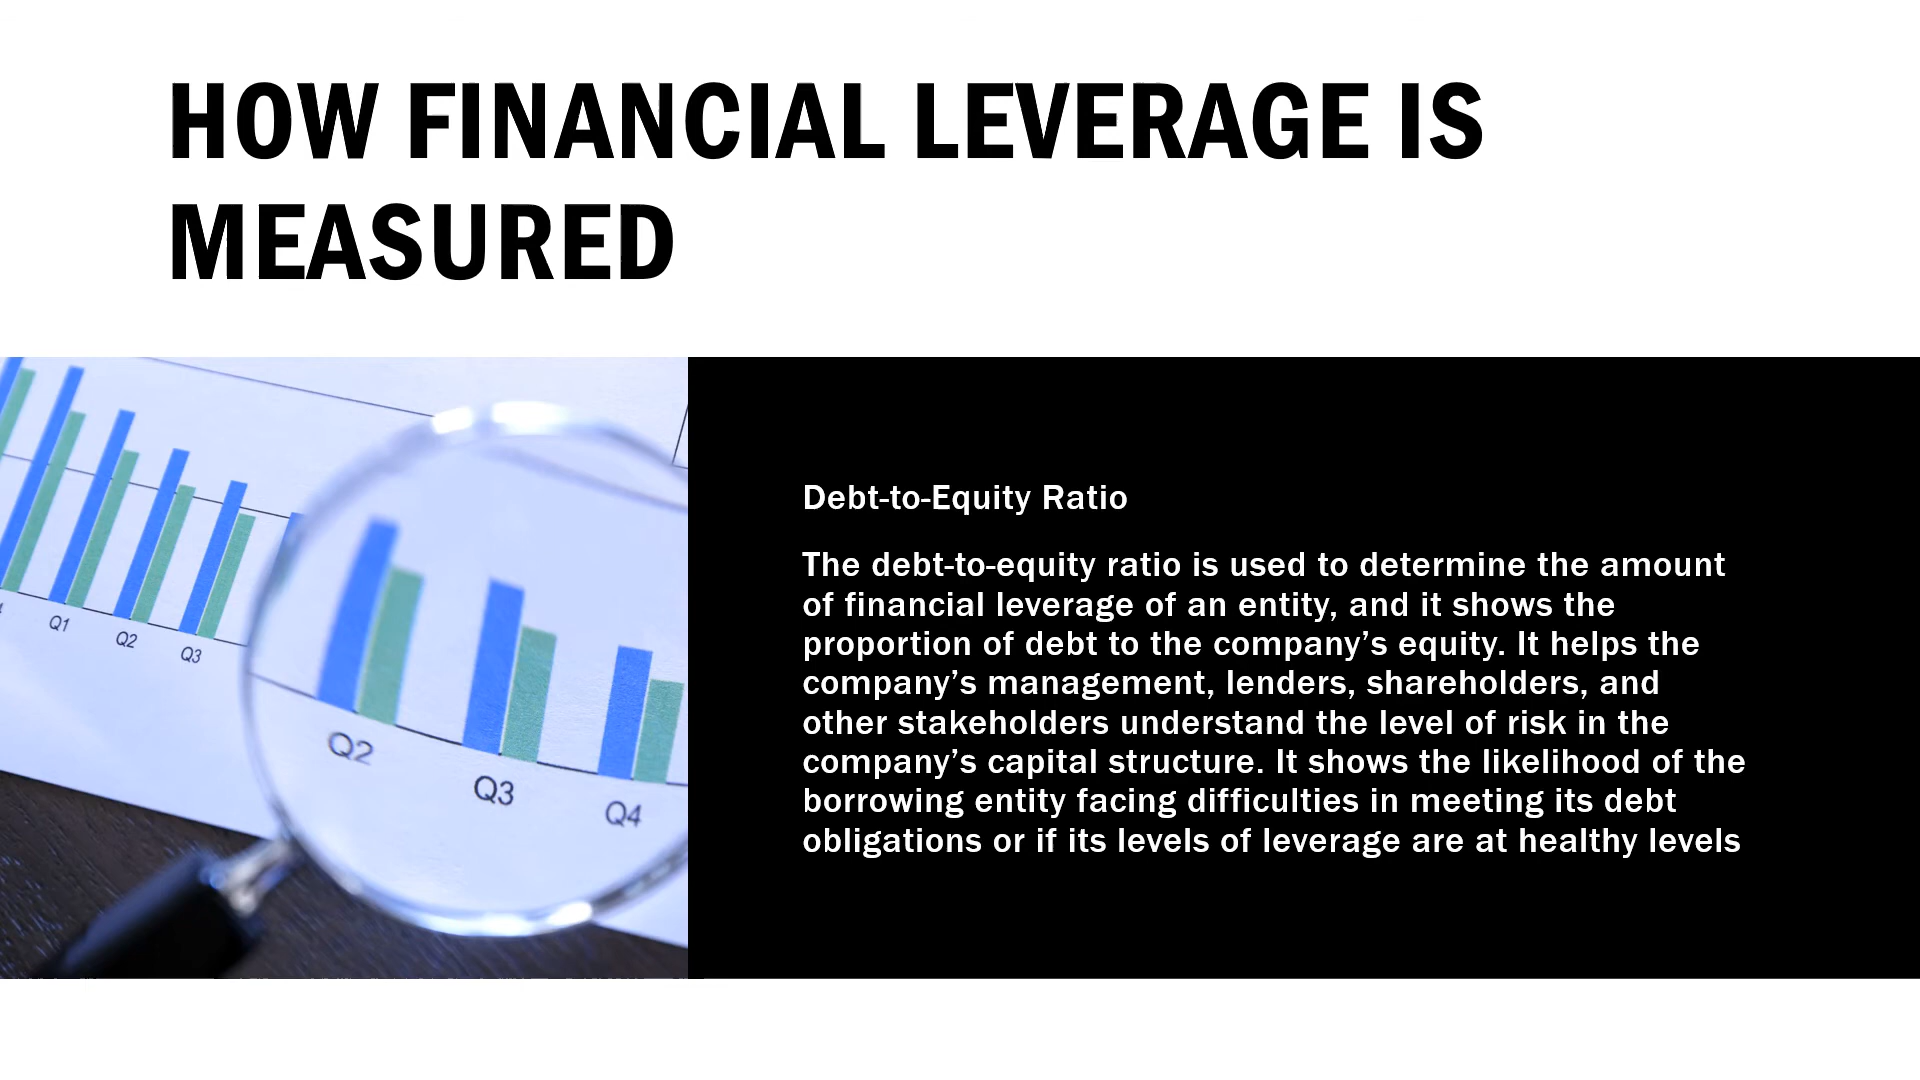 HOW FINANCIAL LEVERAGE IS
MEASURED
Debt-to-Equity Ratio
The debt-to-equity ratio is used to determine the amount
of financial leverage of an entity, and it shows the
proportion of debt to the company’s equity. It helps the
company’s management, lenders, shareholders, and
other stakeholders understand the level of risk in the
company’s capital structure. It shows the likelihood of the
borrowing entity facing difficulties in meeting its debt
obligations or if its levels of leverage are at healthy levels
Q1
Q2
Q3
Q2
Q3
Q4